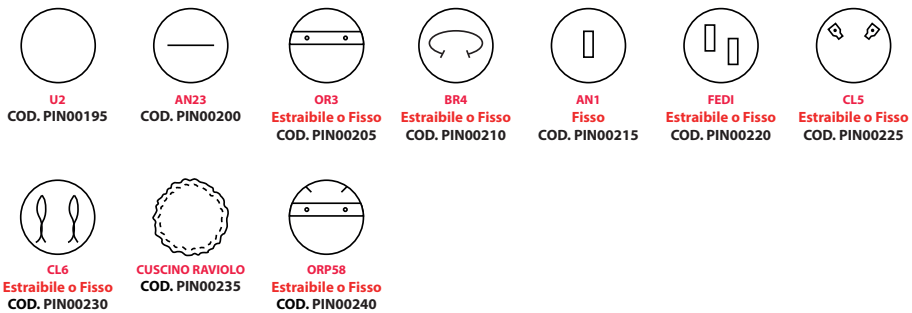 U2
COD. PIN00195
AN23
COD. PIN00200
OR3
Estraibile o Fisso
COD. PIN00205
BR4
Estraibile o Fisso
COD. PIN00210
AN1
Fisso
COD. PIN00215
FEDI
Estraibile o Fisso
COD. PIN00220
CL5
Estraibile o Fisso
COD. PIN00225
CL6
Estraibile o Fisso
COD. PIN00230
CUSCINO RAVIOLO
COD. PIN00235
ORP58
Estraibile o Fisso
COD. PIN00240